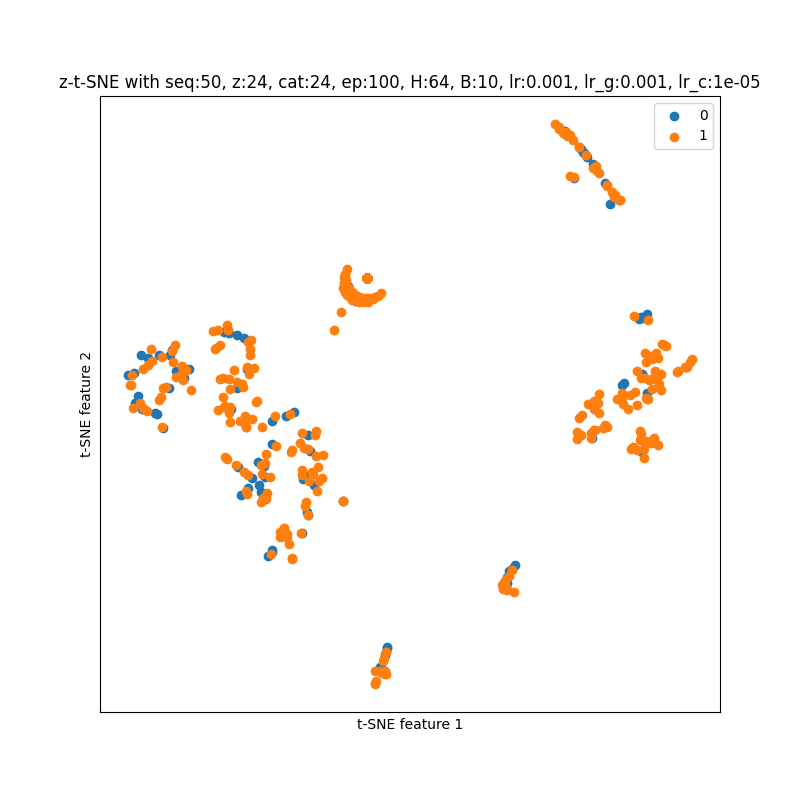 z-t-SNE with seq:50, z:24, cat:24, ep:100, H:64, B:10, lr:0.001, lr_g:0.001, lr_c:1e-05
0
1
t-SNE feature 2
t-SNE feature 1